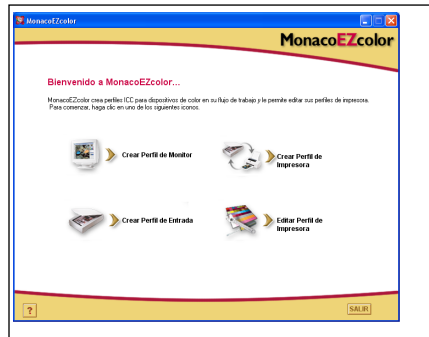 MonacoEZcolor
MonacoEZcolor
Bienvenido a MonacoEZcolor...
MonacoEZcolor crea perfiles ICC para dispositivos de color en su flujo de trabajo y le permite editar sus perfiles de impresora.
Para comenzar, haga clic en uno de los siguientes iconos.
Crear Perfil de Monitor
Crear Perfil de
Impresora
Crear Perfil de Entrada
Editar Perfil de
Impresora
?
SALIR